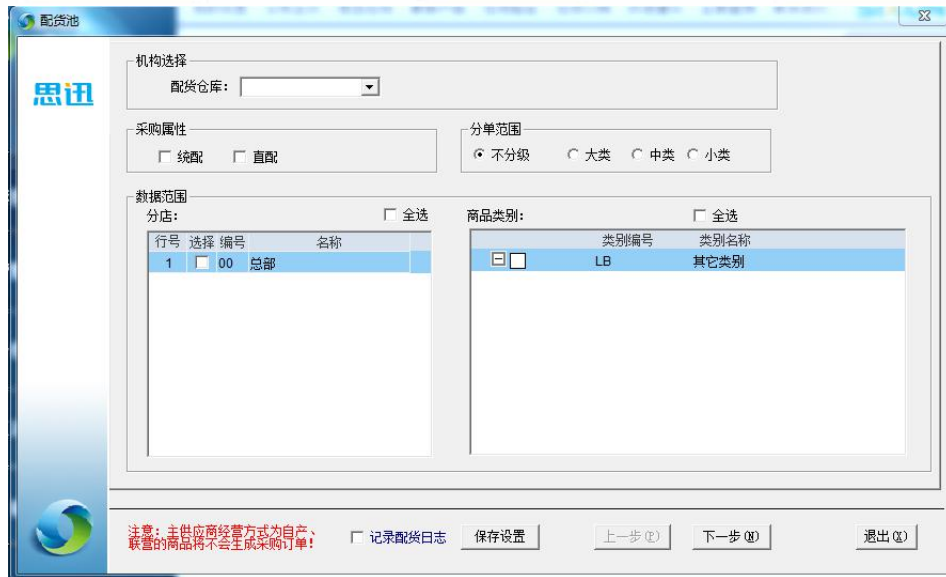 配货池
思迅
机构选择
配货仓库：
采购属性
统配 直配
分单范围
不分级 大类 中类 小类
数据范围
分店： 全选
行号 选择 编号 名称
1 00 总部
商品类别： 全选
类别编号 类别名称
LB 其它类别
注意：主供应商经营方式为自产、
联营的商品将不会生成采购订单！
记录配货日志 保存设置 上一步(P) 下一步(N) 退出(X)